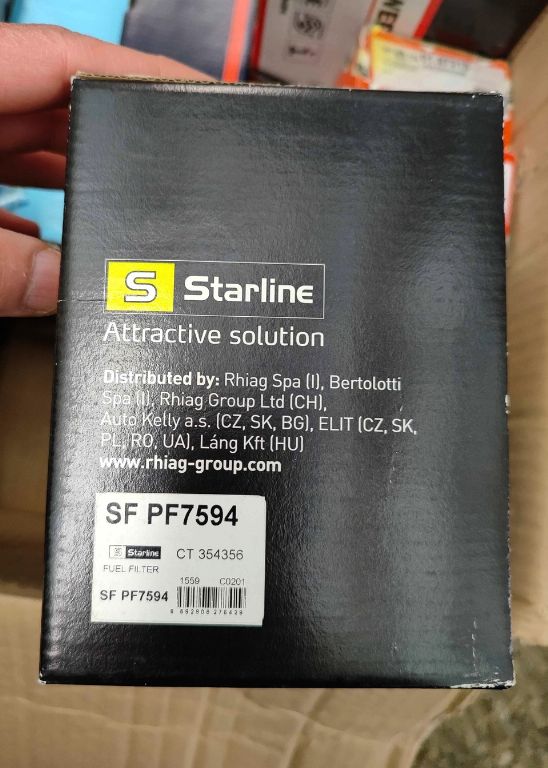 S Starline
Attractive solution
Distributed by: Rhiag Spa (I), Bertolotti
Spa (I), Rhiag Group Ltd (CH),
Auto Kelly a.s. (CZ, SK, BG), ELIT (CZ, SK,
PL, RO, UA), Láng Kft (HU)
www.rhiag-group.com
SF PF7594
S Starline CT 354356
FUEL FILTER
1559 C0201
SF PF7594